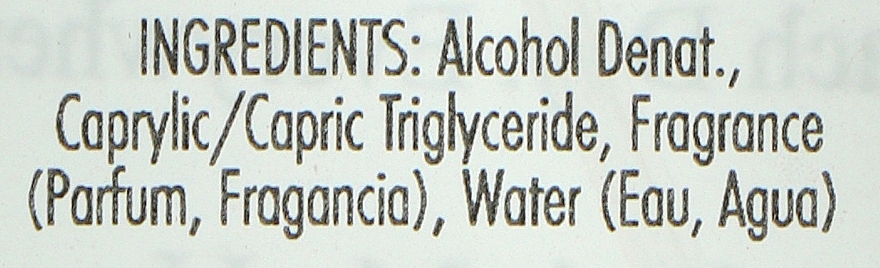 INGREDIENTS: Alcohol Denat.,
Caprylic/Capric Triglyceride, Fragrance
(Parfum, Fragancia), Water (Eau, Agua)